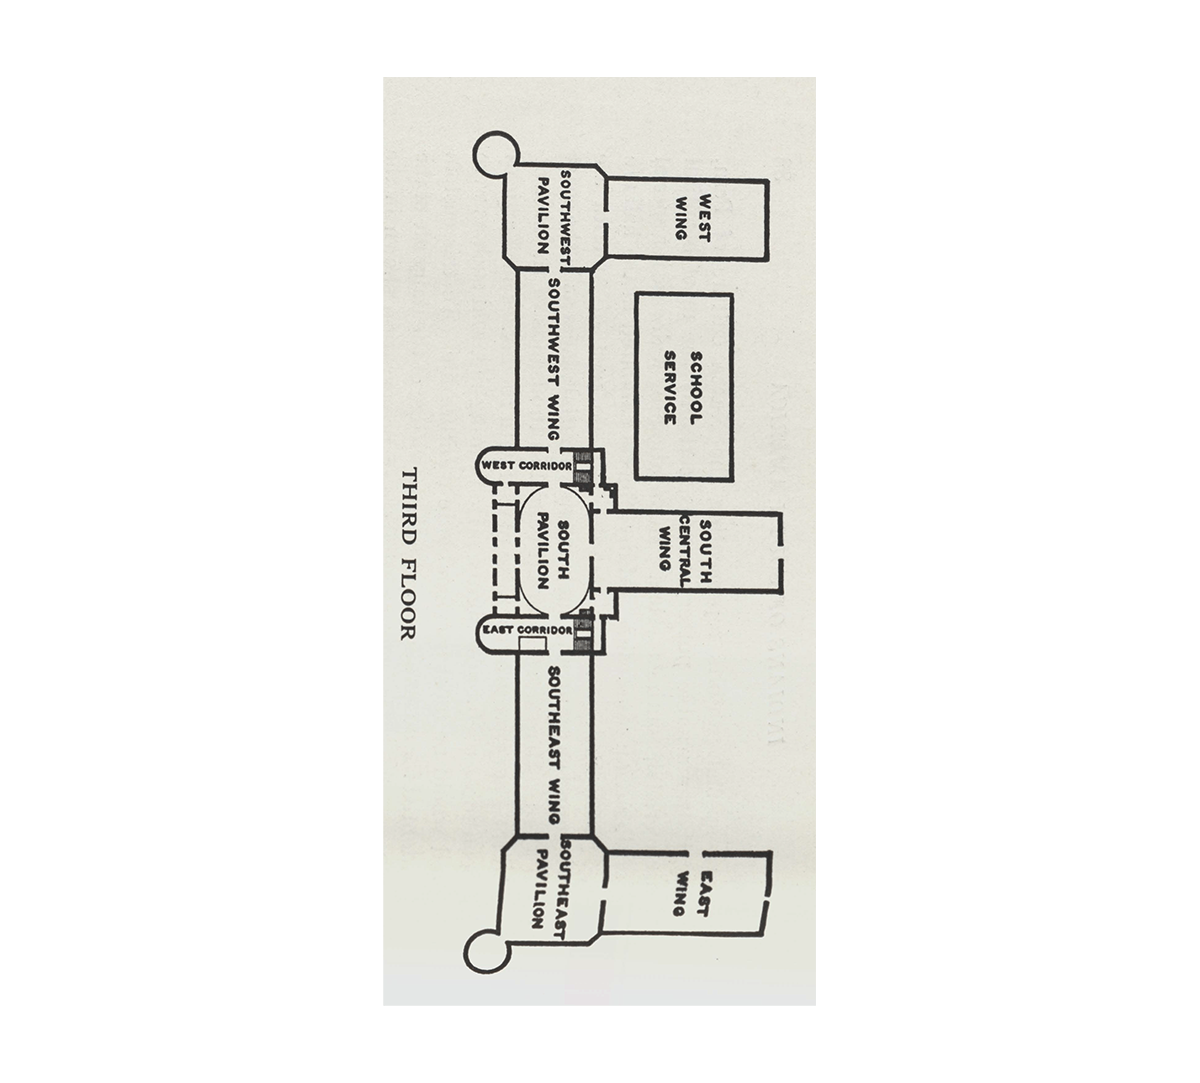 WEST
WING
SOUTHWEST
PAVILION
SOUTHWEST WING
SCHOOL
SERVICE
WEST CORRIDOR
SOUTH
PAVILION
SOUTH
CENTRAL
WING
EAST CORRIDOR
SOUTHEAST WING
SOUTHEAST
PAVILION
EAST
WING
THIRD FLOOR